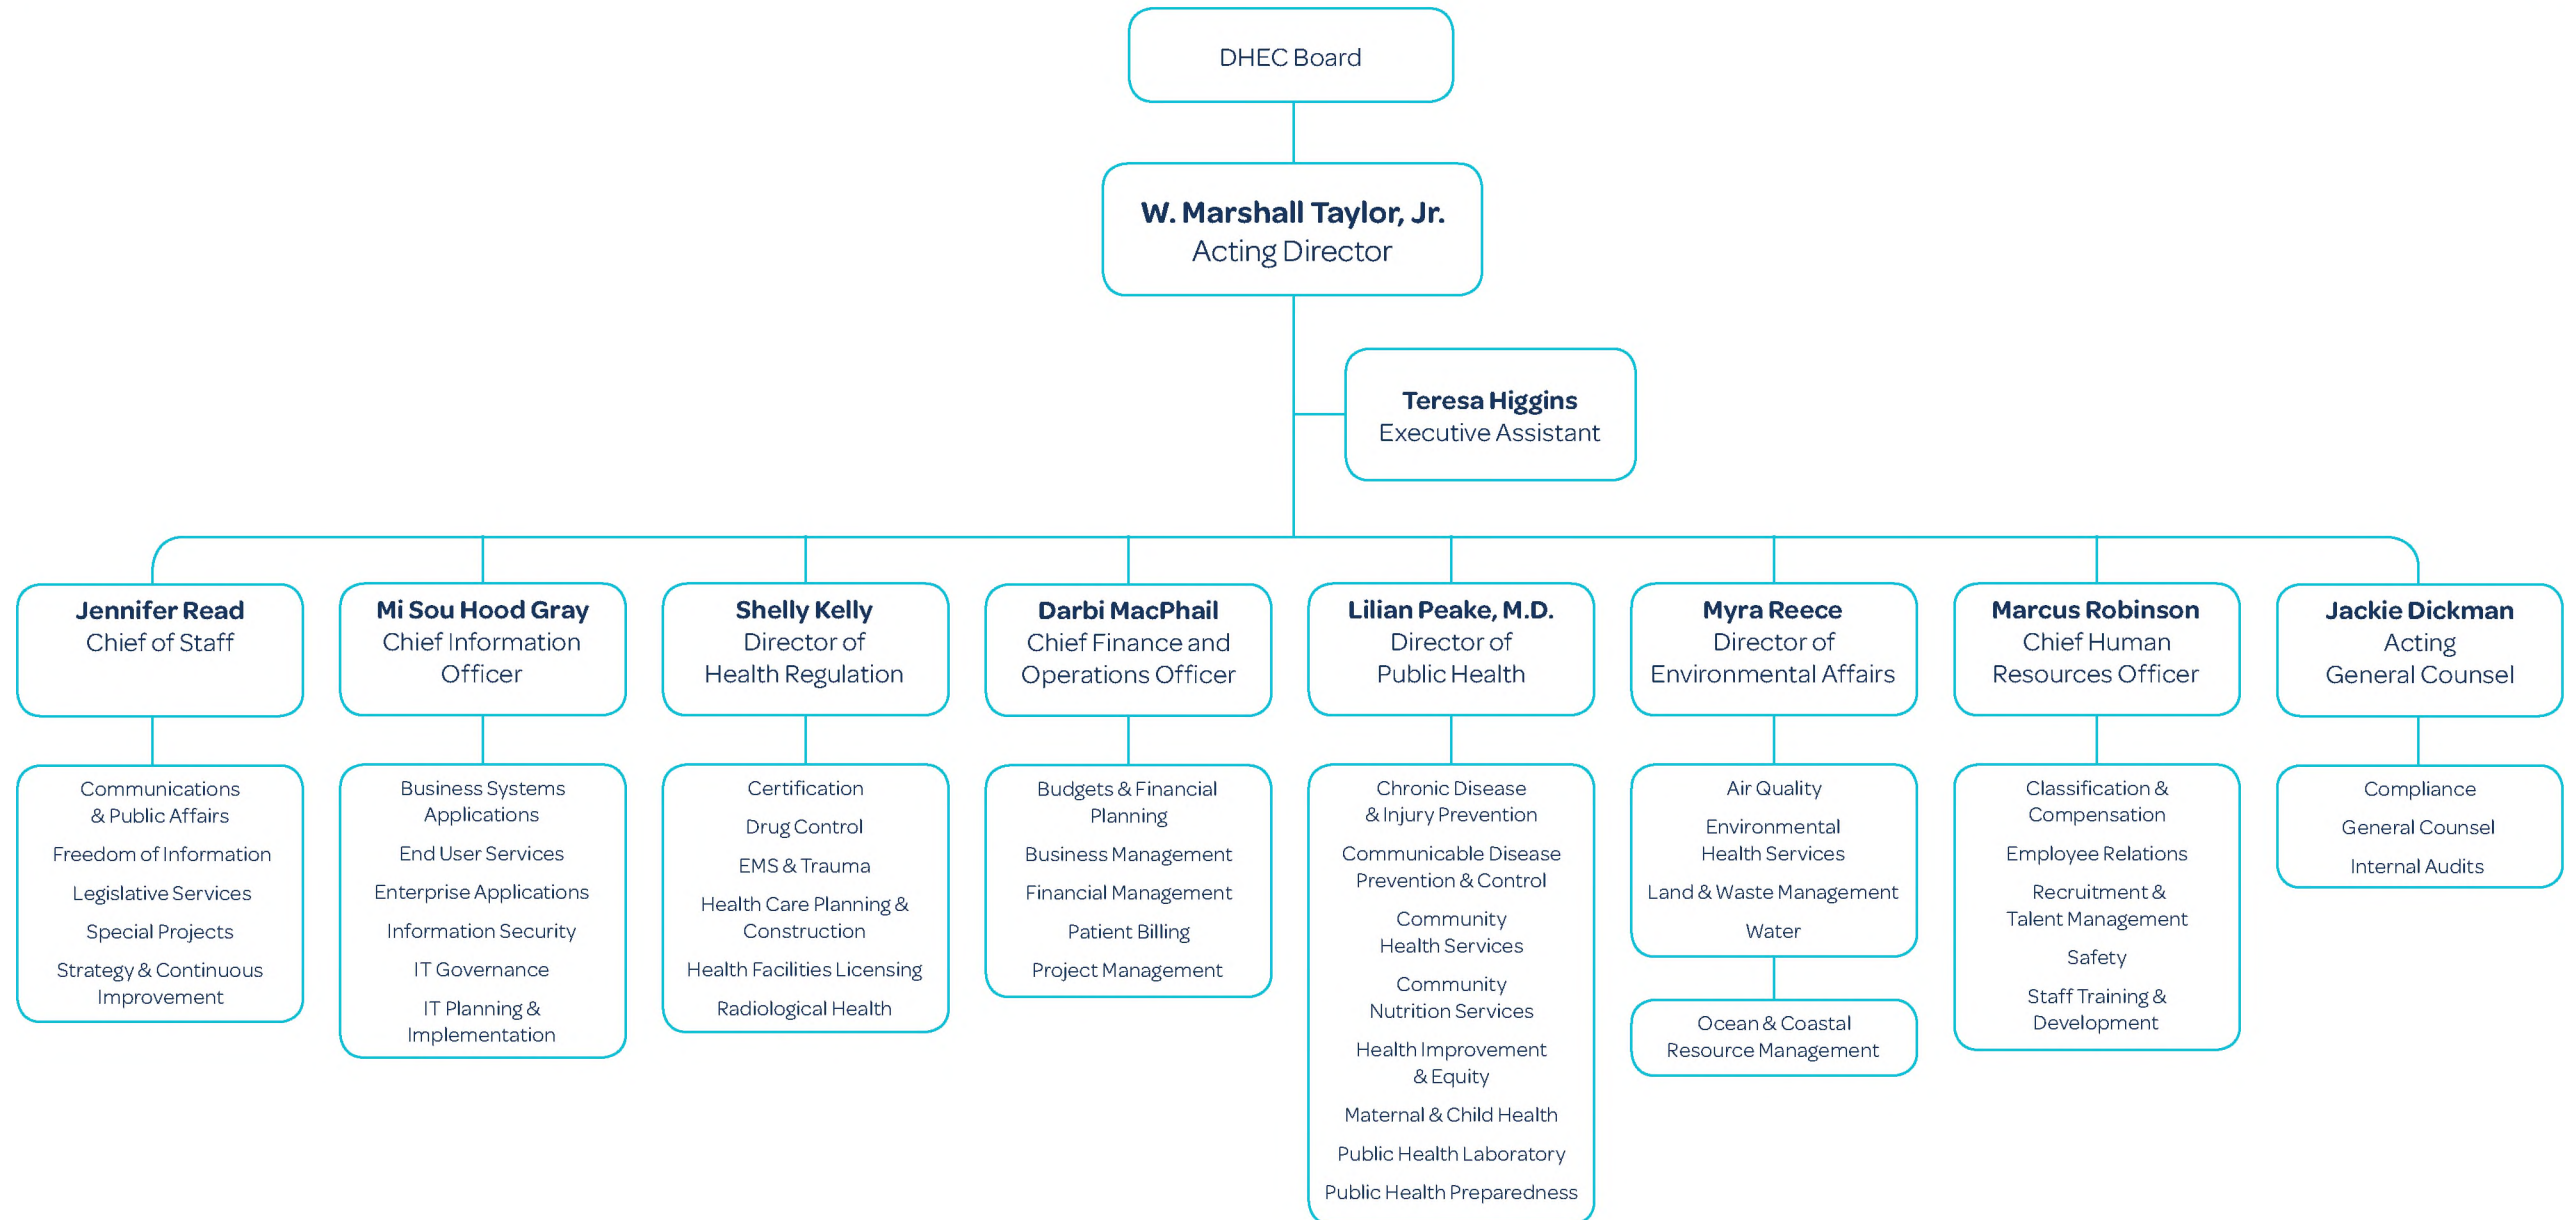 DHEC Board
W. Marshall Taylor, Jr.
Acting Director
Teresa Higgins
Executive Assistant
Jennifer Read
Chief of Staff
Mi Sou Hood Gray
Chief Information
Officer
Shelly Kelly
Director of
Health Regulation
Darbi MacPhail
Chief Finance and
Operations Officer
Lilian Peake, M.D.
Director of
Public Health
Myra Reece
Director of
Environmental Affairs
Marcus Robinson
Chief Human
Resources Officer
Jackie Dickman
Acting
General Counsel
Communications
& Public Affairs
Freedom of Information
Legislative Services
Special Projects
Strategy & Continuous
Improvement
Business Systems
Applications
End User Services
Enterprise Applications
Information Security
IT Governance
IT Planning &
Implementation
Certification
Drug Control
EMS & Trauma
Health Care Planning &
Construction
Health Facilities Licensing
Radiological Health
Budgets & Financial
Planning
Business Management
Financial Management
Patient Billing
Project Management
Chronic Disease
& Injury Prevention
Communicable Disease
Prevention & Control
Community
Health Services
Community
Nutrition Services
Health Improvement
& Equity
Maternal & Child Health
Public Health Laboratory
Public Health Preparedness
Air Quality
Environmental
Health Services
Land & Waste Management
Water
Ocean & Coastal
Resource Management
Classification &
Compensation
Employee Relations
Recruitment &
Talent Management
Safety
Staff Training &
Development
Compliance
General Counsel
Internal Audits